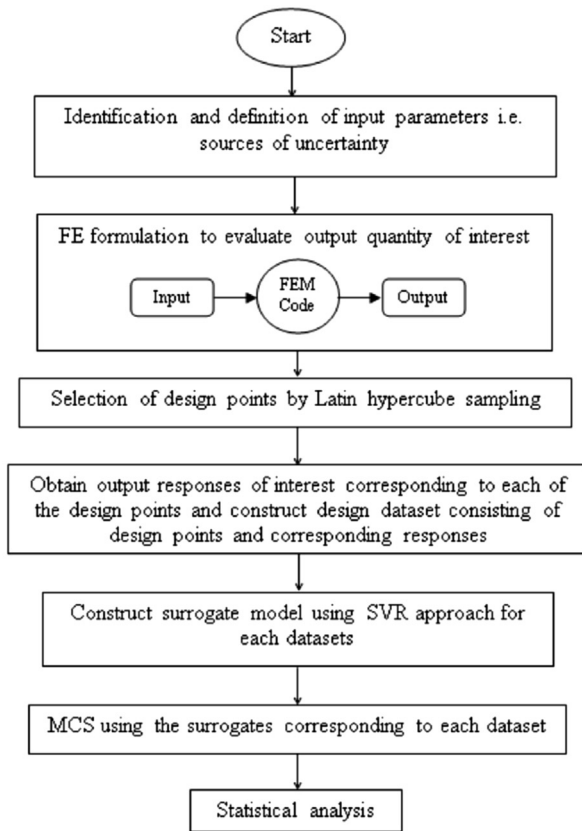 Start
Identification and definition of input parameters i.e.
sources of uncertainty
FE formulation to evaluate output quantity of interest
Input
FEM
Code
Output
Selection of design points by Latin hypercube sampling
Obtain output responses of interest corresponding to each of
the design points and construct design dataset consisting of
design points and corresponding responses
Construct surrogate model using SVR approach for
each datasets
MCS using the surrogates corresponding to each dataset
Statistical analysis